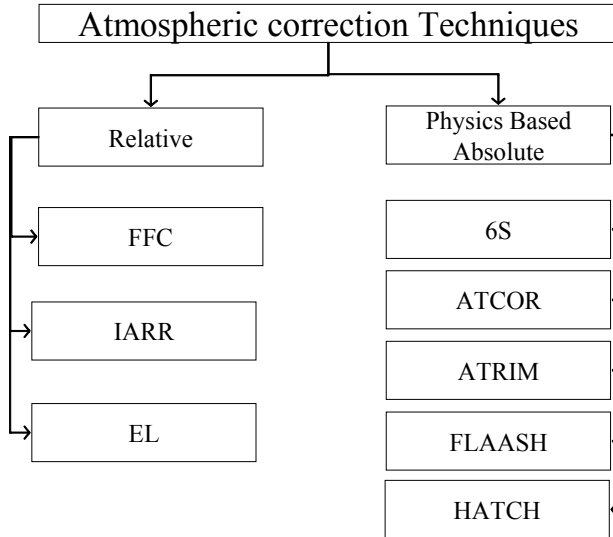 Atmospheric correction Techniques
Relative
Physics Based
Absolute
FFC
IARR
EL
6S
ATCOR
ATRIM
FLAASH
HATCH